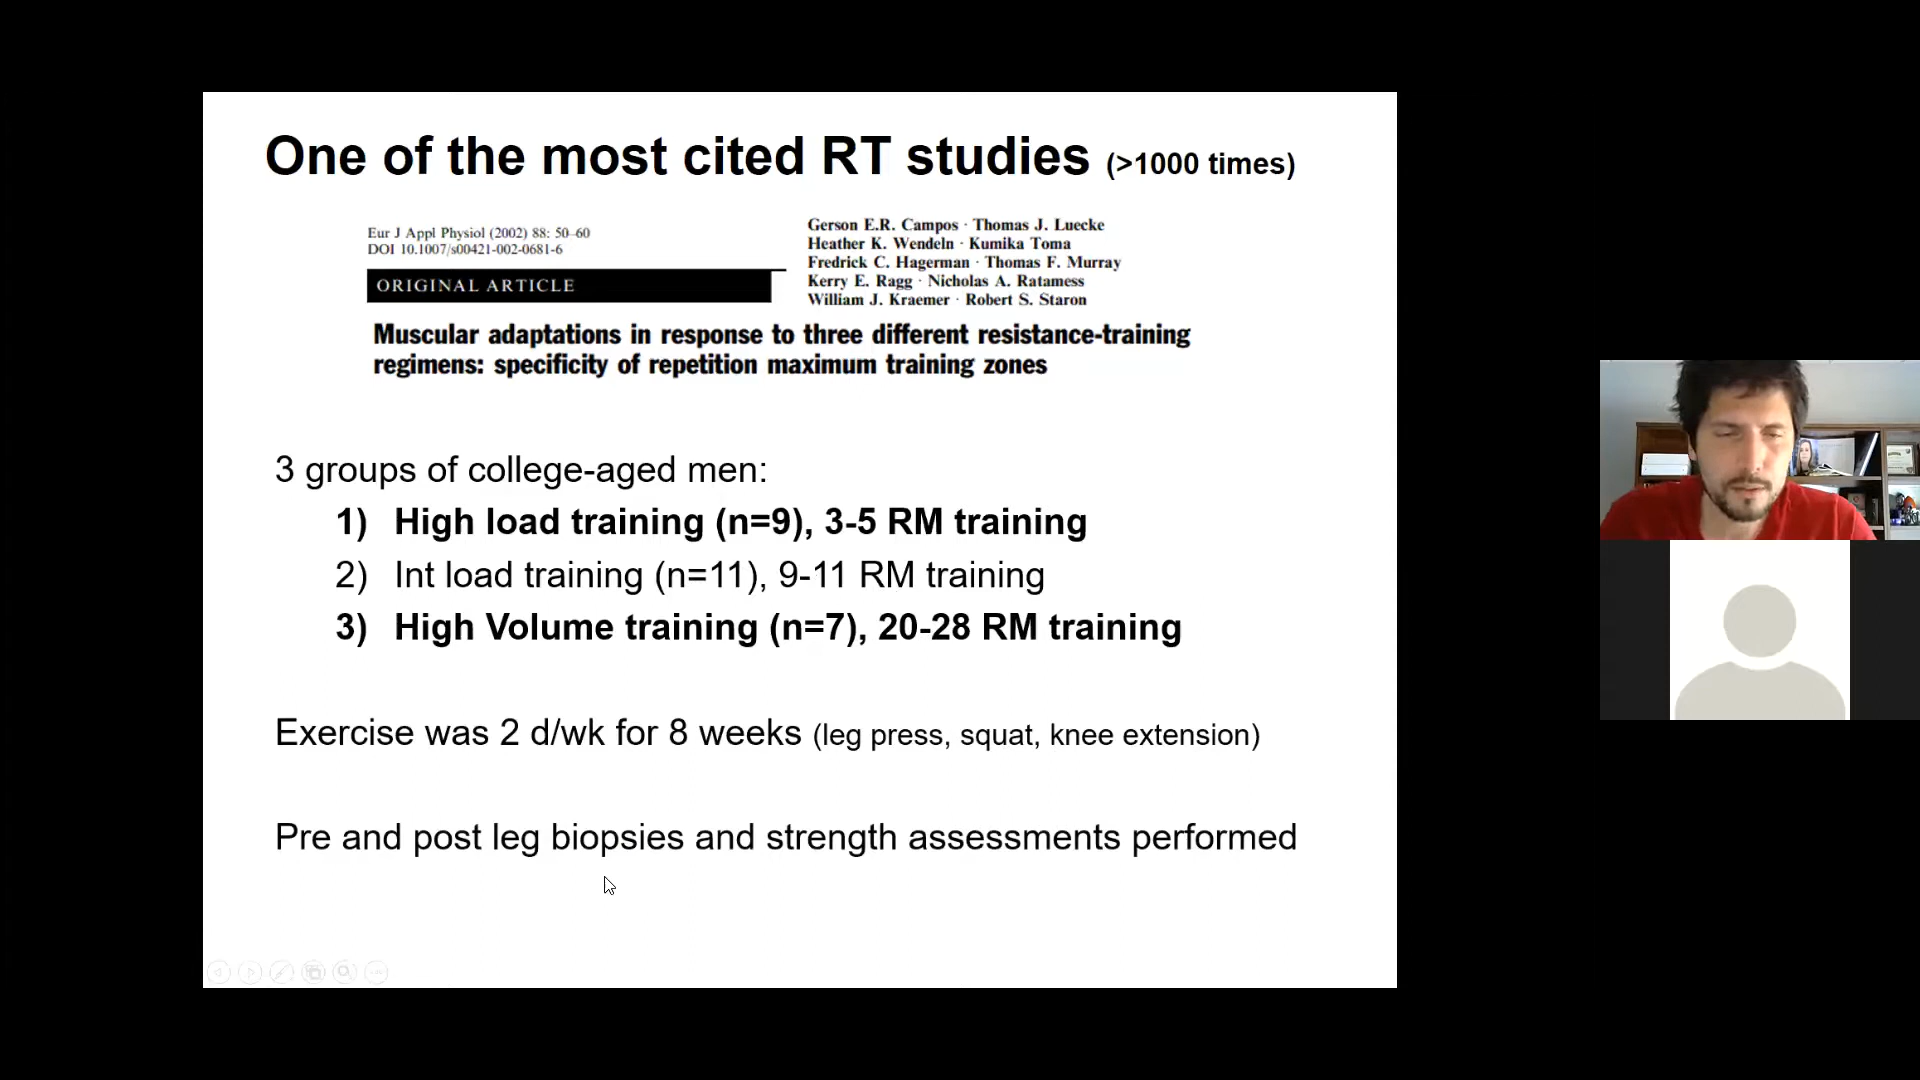 One of the most cited RT studies (>1000 times)
Eur J Appl Physiol (2002) 88: 50–60
DOI 10.1007/s00421-002-0681-6
ORIGINAL ARTICLE
Gerson E.R. Campos · Thomas J. Luecke
Heather K. Wendeln · Kumika Toma
Fredrick C. Hagerman · Thomas F. Murray
Kerry E. Ragg · Nicholas A. Ratamess
William J. Kraemer · Robert S. Staron
Muscular adaptations in response to three different resistance-training
regimens: specificity of repetition maximum training zones
3 groups of college-aged men:
1) High load training (n=9), 3-5 RM training
2) Int load training (n=11), 9-11 RM training
3) High Volume training (n=7), 20-28 RM training
Exercise was 2 d/wk for 8 weeks (leg press, squat, knee extension)
Pre and post leg biopsies and strength assessments performed